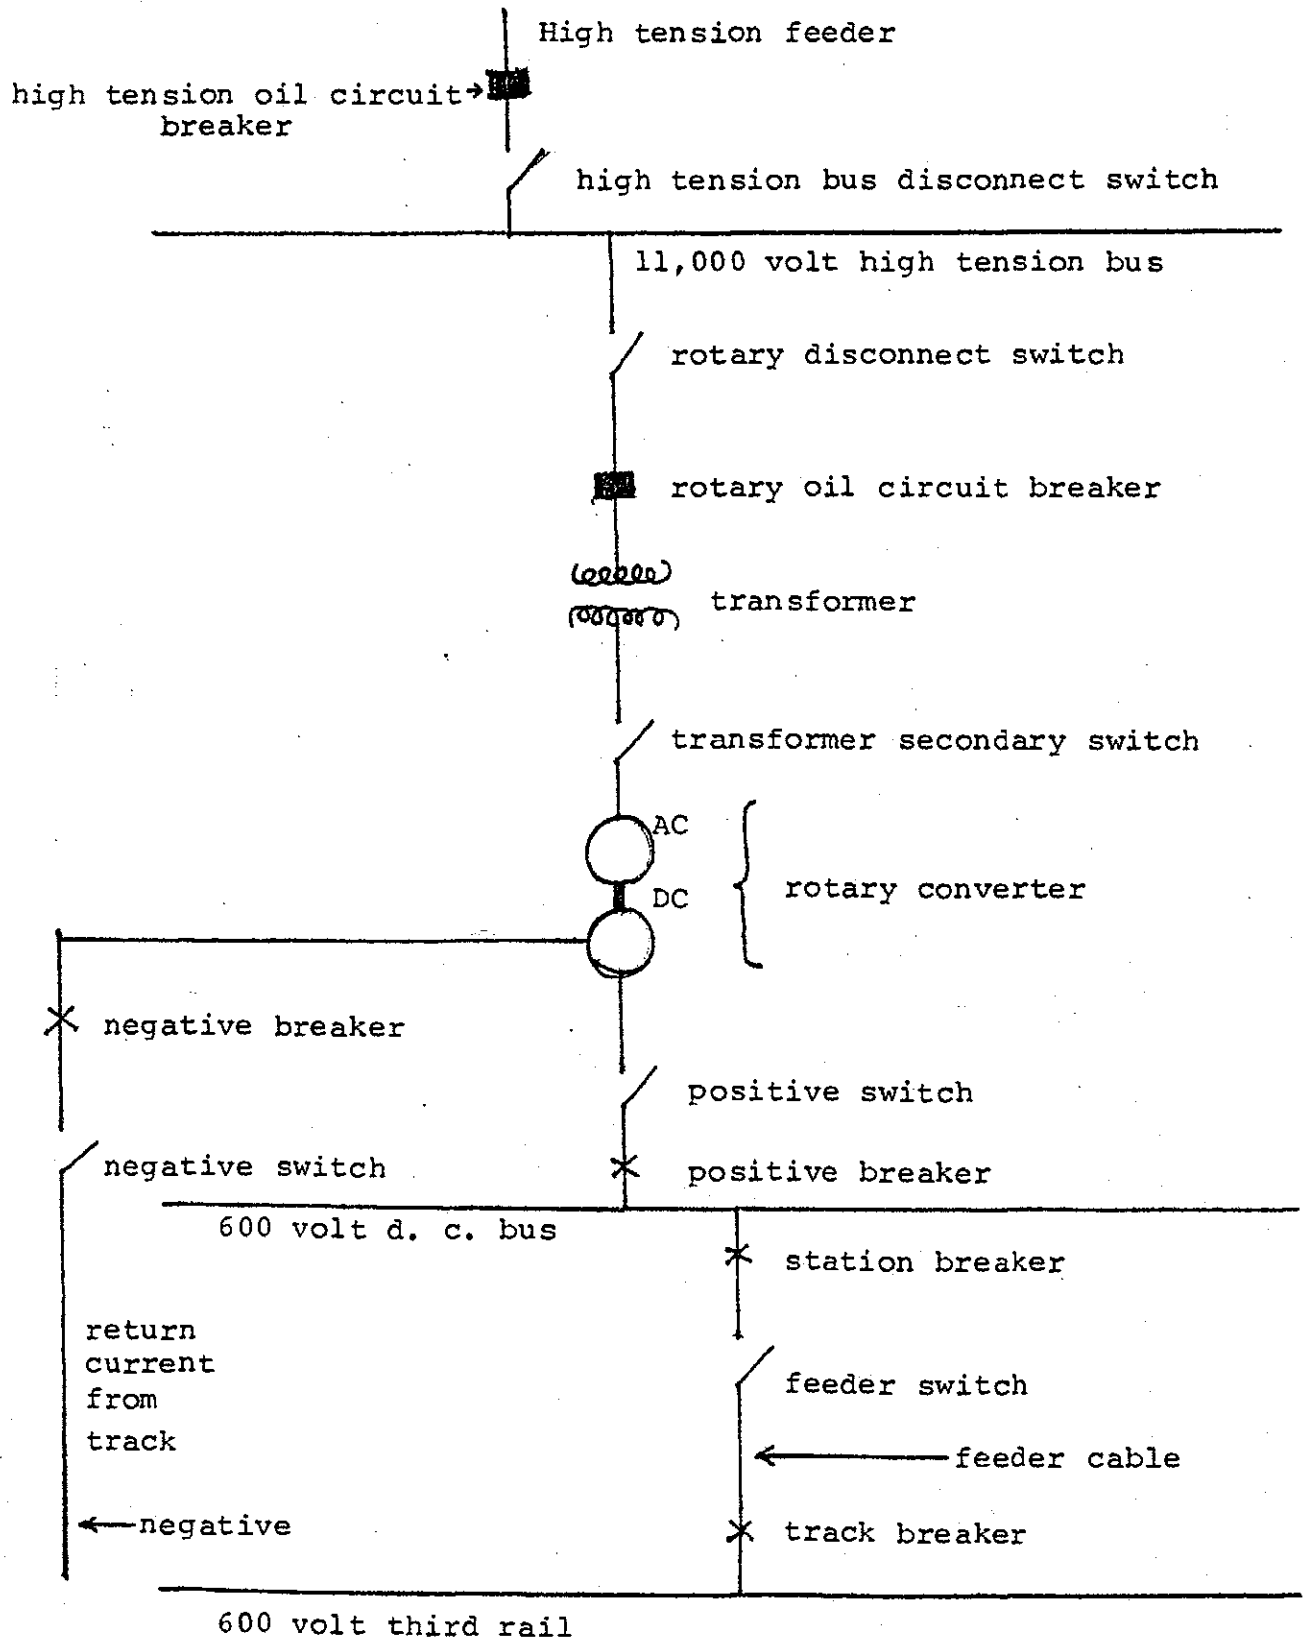 High tension feeder
high tension oil circuit
breaker
high tension bus disconnect switch
11,000 volt high tension bus
rotary disconnect switch
rotary oil circuit breaker
transformer
transformer secondary switch
AC
DC
rotary converter
negative breaker
positive switch
negative switch
positive breaker
600 volt d. c. bus
station breaker
return
current
from
track
feeder switch
feeder cable
negative
track breaker
600 volt third rail